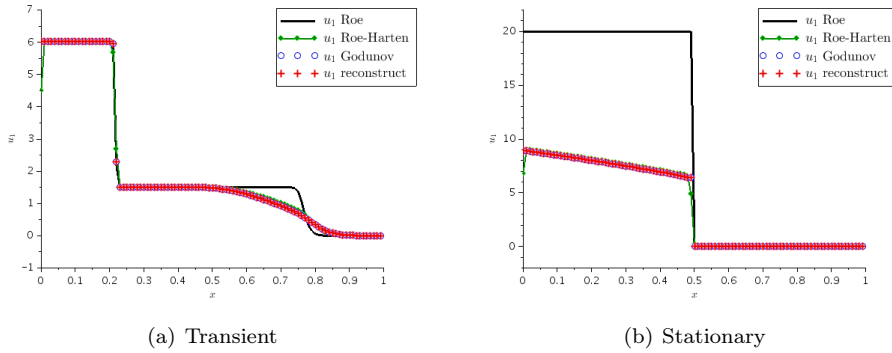 u₁ Roe
u₁ Roe-Harten
u₁ Godunov
u₁ reconstruct
6
5
4
3
2
1
0
-1
u₁
0 0.1 0.2 0.3 0.4 0.5 0.6 0.7 0.8 0.9 1
x
(a) Transient
u₁ Roe
u₁ Roe-Harten
u₁ Godunov
u₁ reconstruct
20
15
10
5
0
u₁
0 0.1 0.2 0.3 0.4 0.5 0.6 0.7 0.8 0.9 1
x
(b) Stationary